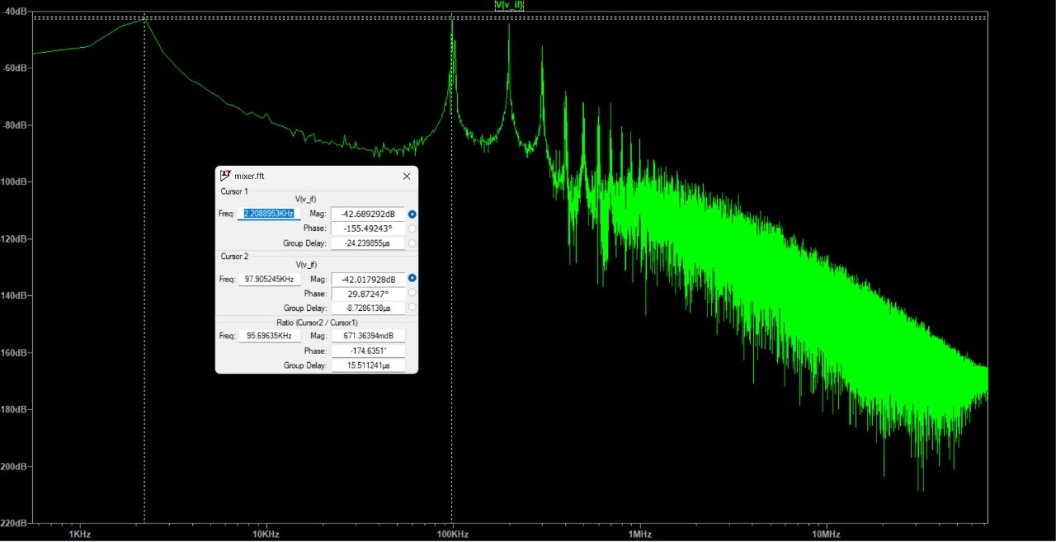 V(v_if)
-40dB
-60dB
-80dB
-100dB
-120dB
-140dB
-160dB
-180dB
-200dB
-220dB
1KHz 10KHz 100KHz 1MHz 10MHz
mixer.fft
Cursor 1
V(v_if)
Freq: 2.2088953KHz Mag: -42.689292dB
Phase: -155.49243°
Group Delay: -24.239855µs
Cursor 2
V(v_if)
Freq: 97.905245KHz Mag: -42.017928dB
Phase: 29.87247°
Group Delay: -8.7286138µs
Ratio (Cursor2 / Cursor1)
Freq: 95.69635KHz Mag: 671.36394mdB
Phase: -174.6351°
Group Delay: 15.511241µs